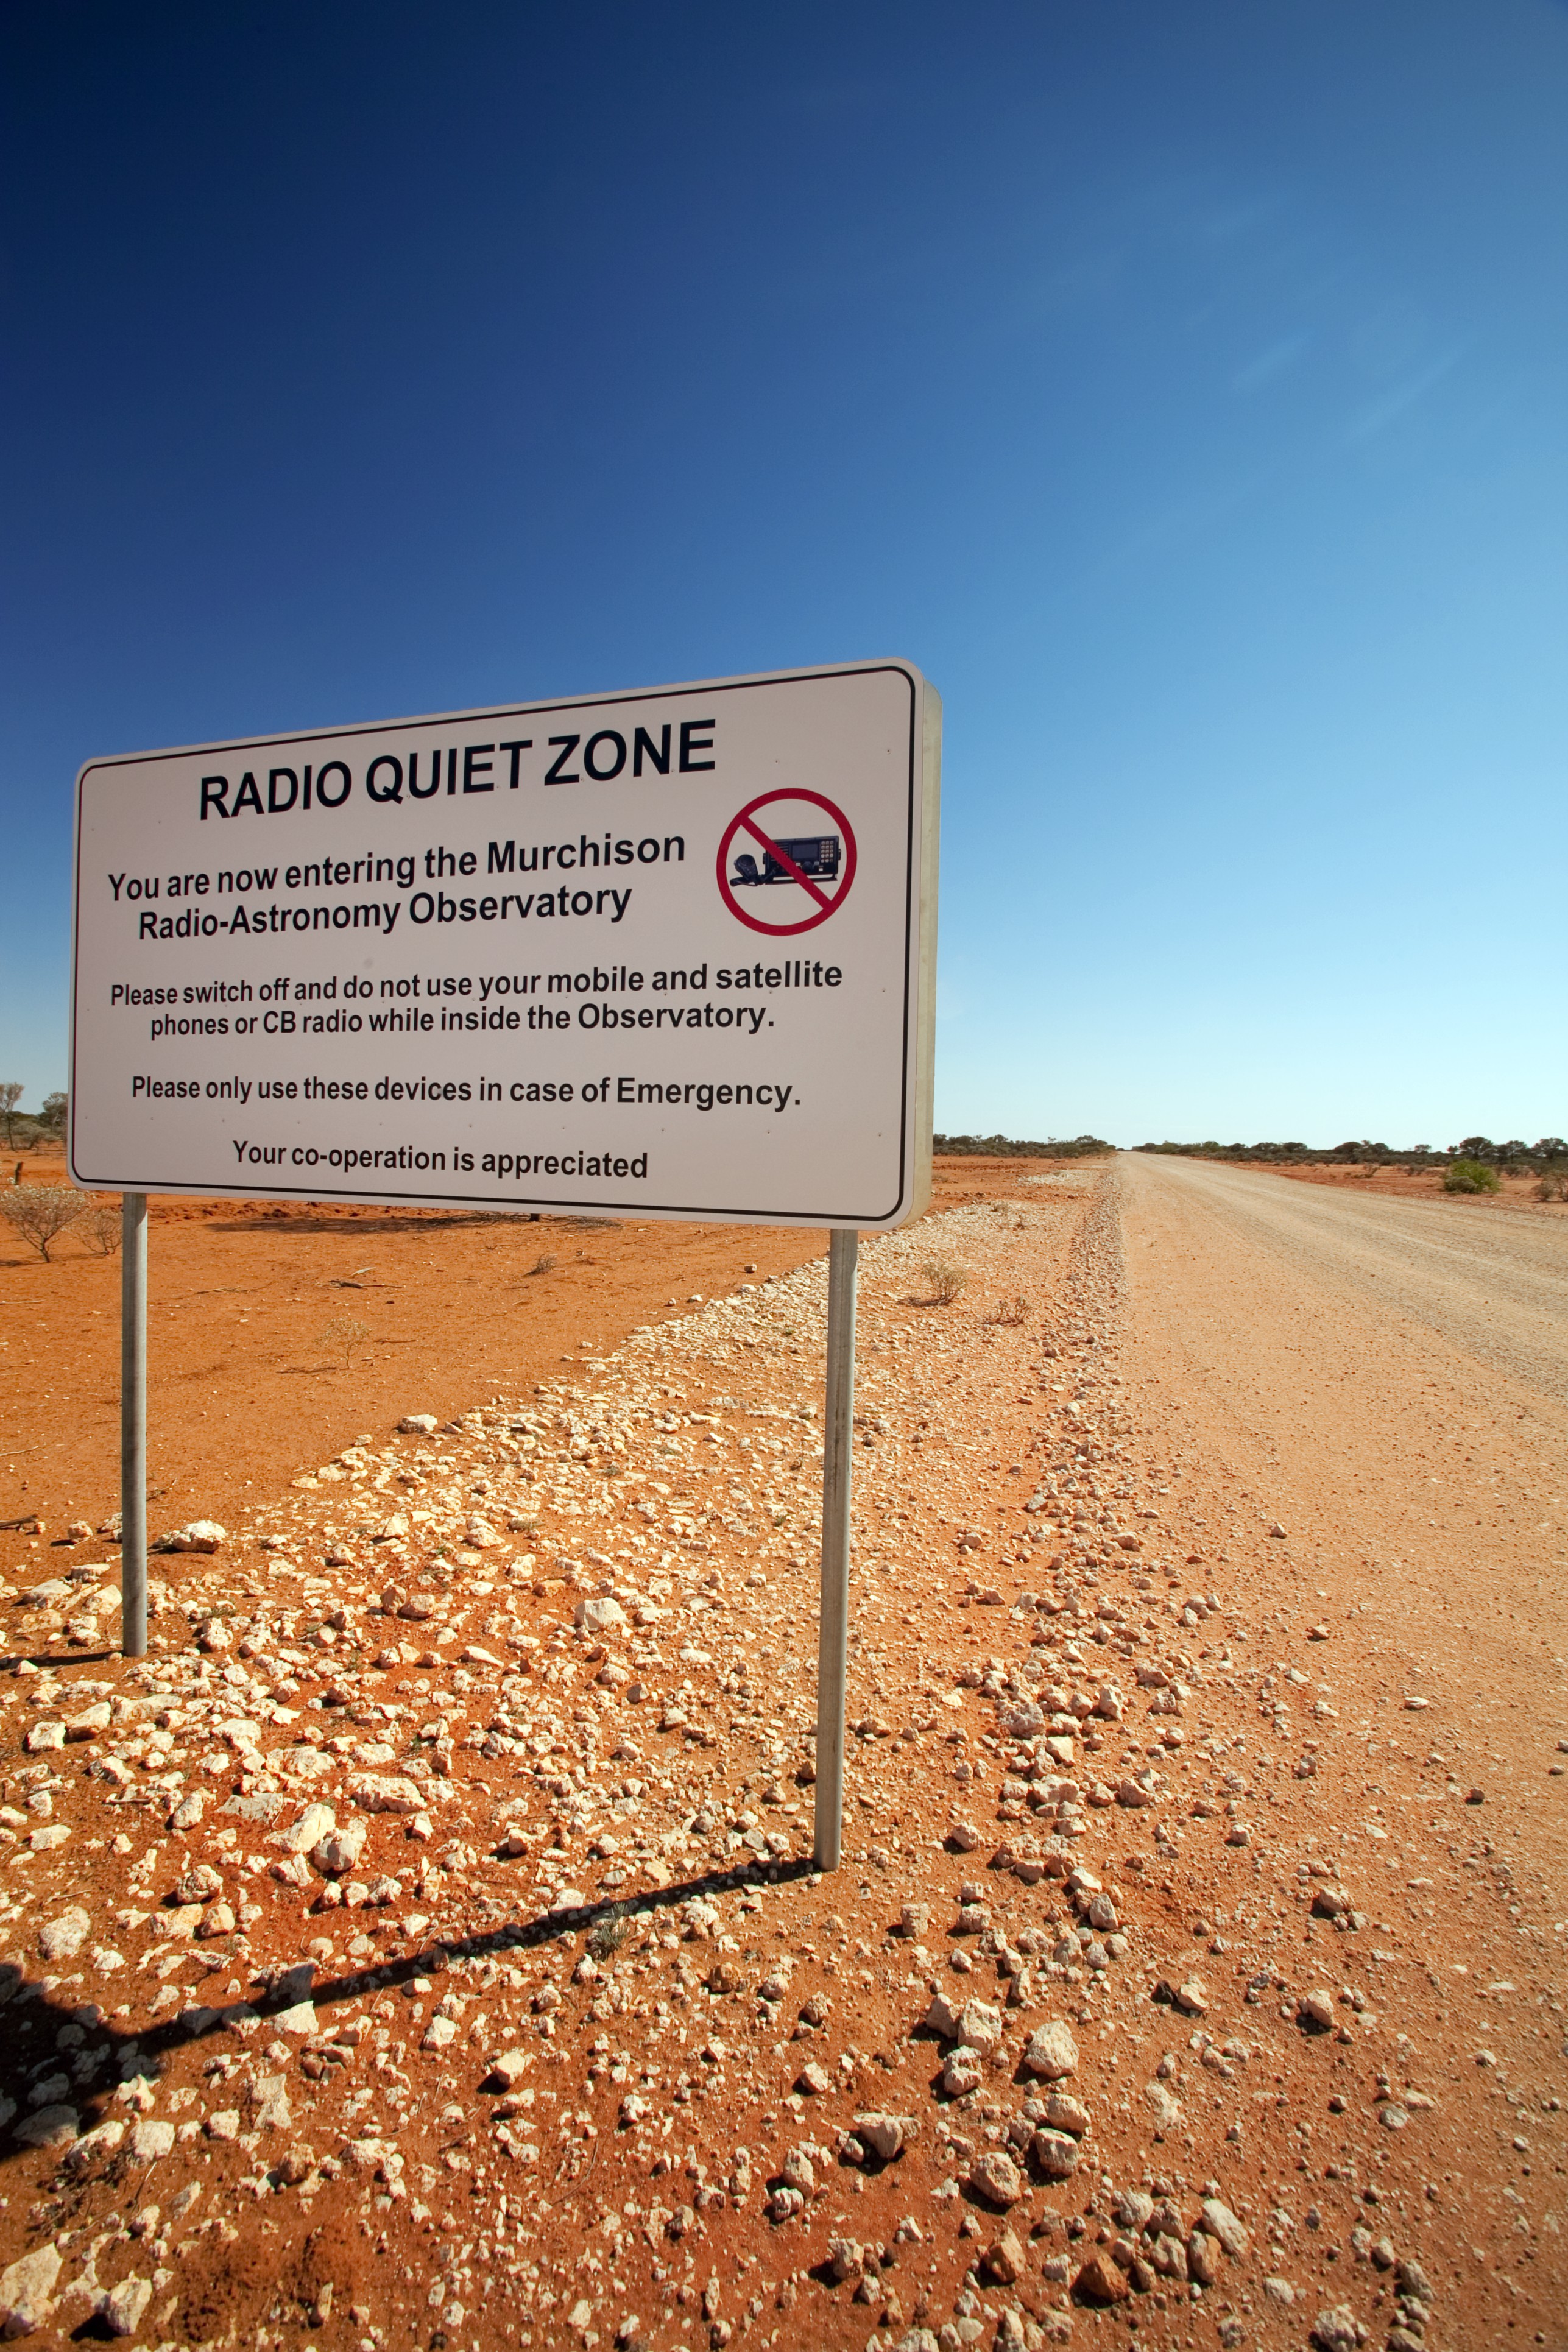 RADIO QUIET ZONE
You are now entering the Murchison
Radio-Astronomy Observatory
Please switch off and do not use your mobile and satellite
phones or CB radio while inside the Observatory.
Please only use these devices in case of Emergency.
Your co-operation is appreciated